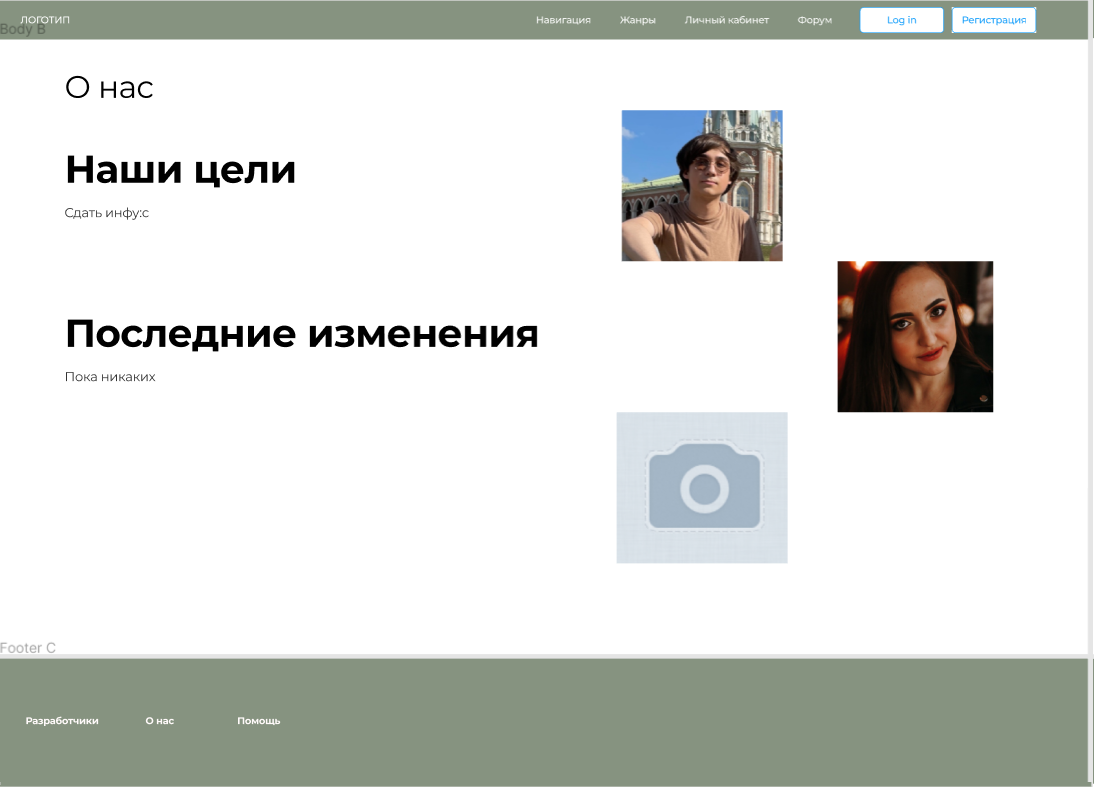 ЛОГОТИП
Навигация
Жанры
Личный кабинет
Форум
Log in
Регистрация
Body B
О нас
Наши цели
Сдать инфу:с
Последние изменения
Пока никаких
Footer C
Разработчики
О нас
Помощь